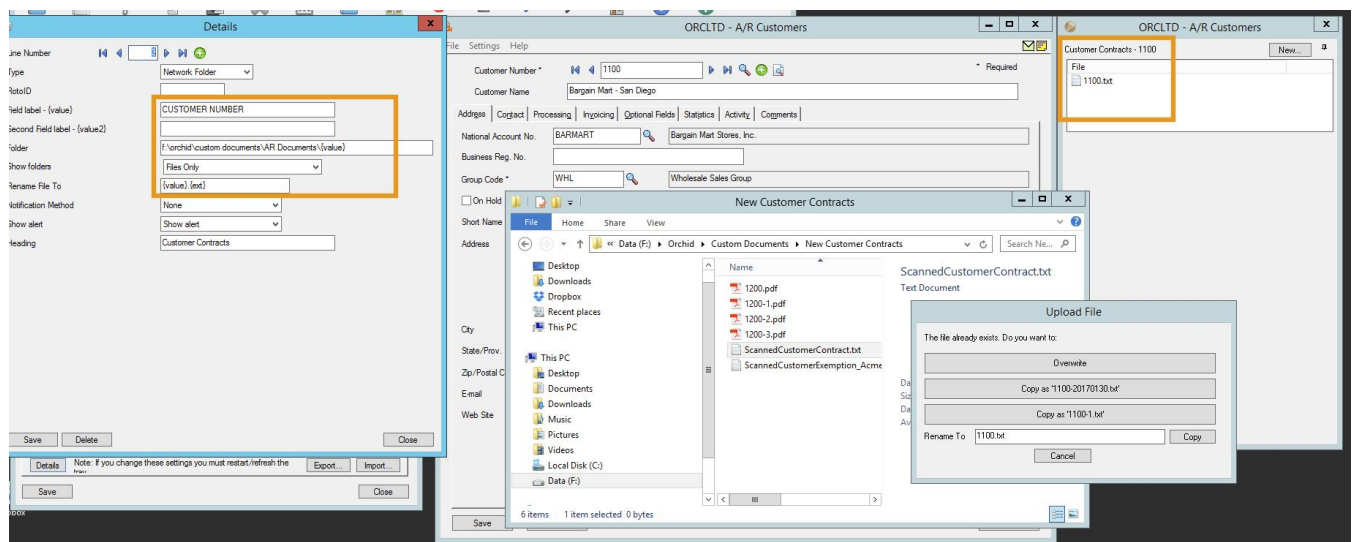 Details
x
Line Number
Type
Network Folder
RotoID
Field label - {value}
CUSTOMER NUMBER
Second Field label - {value2}
Folder
f:\orchid\custom documents\AR Documents\{value}
Show folders
Files Only
Rename File To
{value}.{ext}
Notification Method
None
Show alert
Show alert
Heading
Customer Contracts
Save
Delete
Close
Details
Note: If you change these settings you must restart/refresh the
Export...
Import...
Save
Close
ORCLTD - A/R Customers
x
File Settings Help
Customer Number *
1100
* Required
Customer Name
Bargain Mart - San Diego
Address
Contact
Processing
Invoicing
Optional Fields
Statistics
Activity
Comments
National Account No.
BARMART
Bargain Mart Stores, Inc.
Business Reg. No.
Group Code *
WHL
Wholesale Sales Group
On Hold
Short Name
Address
City
State/Prov.
Zip/Postal C
E-mail
Web Site
Save
New Customer Contracts
x
File
Home
Share
View
« Data (F:) Orchid Custom Documents New Customer Contracts
Search Ne...
Desktop
Downloads
Dropbox
Recent places
This PC
This PC
Desktop
Documents
Downloads
Music
Pictures
Videos
Local Disk (C:)
Data (F:)
Name
1200.pdf
1200-1.pdf
1200-2.pdf
1200-3.pdf
ScannedCustomerContract.txt
ScannedCustomerExemption_Acme
ScannedCustomerContract.txt
Text Document
Da
Siz
Da
Av
6 items 1 item selected 0 bytes
ORCLTD - A/R Customers
x
Customer Contracts - 1100
New...
File
1100.txt
Upload File
The file already exists. Do you want to:
Overwrite
Copy as '1100-20170130.txt'
Copy as '1100-1.txt'
Rename To
1100.txt
Copy
Cancel